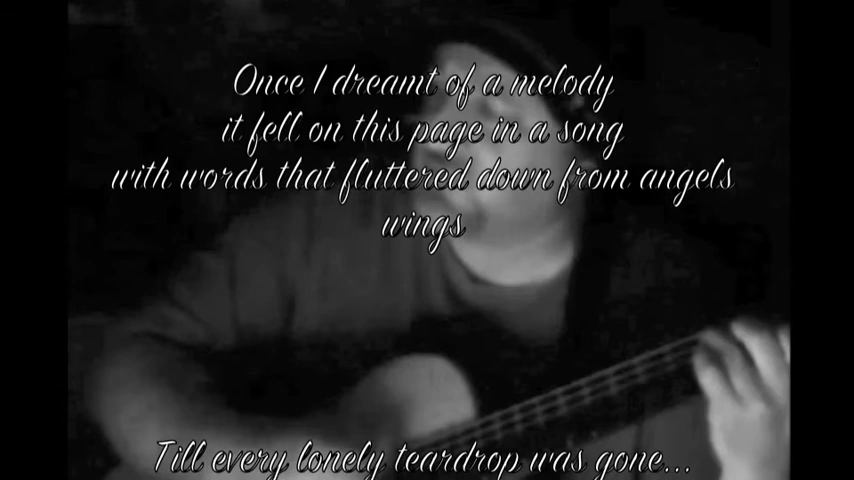 Once I dreamt of a melody
it fell on this page in a song
with words that fluttered down from angels
wings
Till every lonely teardrop was gone...